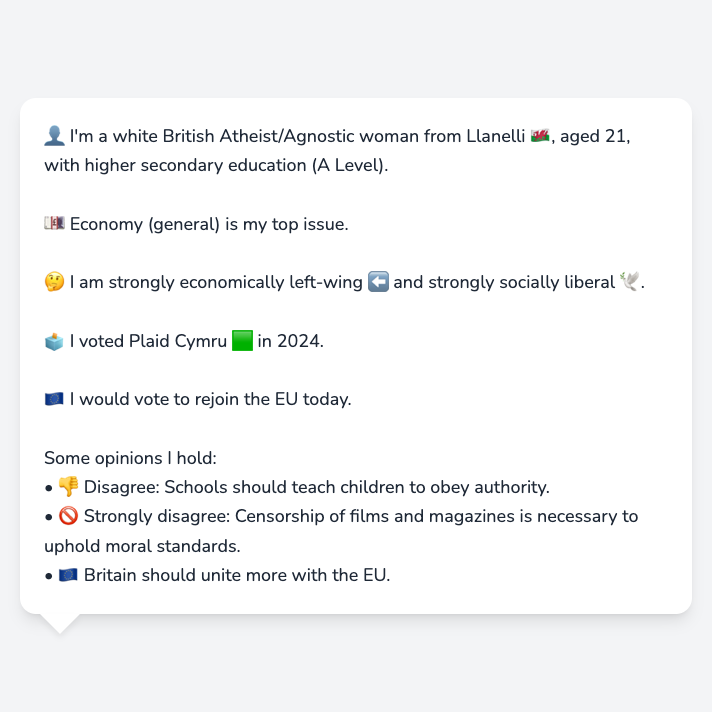 👤 I'm a white British Atheist/Agnostic woman from Llanelli 🏴󠁧󠁢󠁷󠁬󠁳󠁿, aged 21,
with higher secondary education (A Level).
💷 Economy (general) is my top issue.
🤔 I am strongly economically left-wing ⬅️ and strongly socially liberal 🕊️.
🗳️ I voted Plaid Cymru 🟩 in 2024.
🇪🇺 I would vote to rejoin the EU today.
Some opinions I hold:
• 👎 Disagree: Schools should teach children to obey authority.
• 🚫 Strongly disagree: Censorship of films and magazines is necessary to
uphold moral standards.
• 🇪🇺 Britain should unite more with the EU.